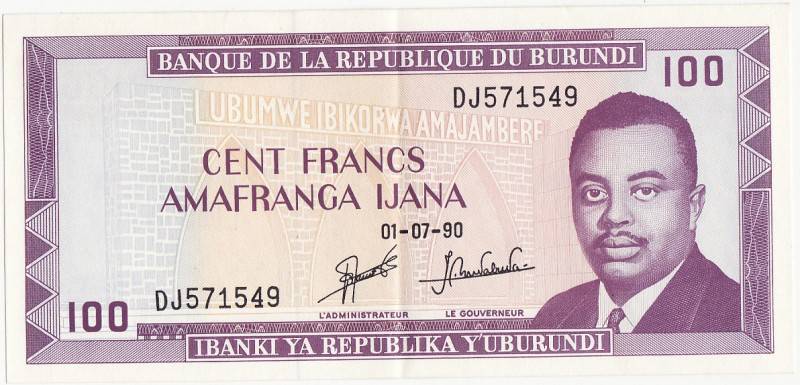 BANQUE DE LA REPUBLIQUE DU BURUNDI
100
DJ571549
UBUMWE IBIKORWA AMAJAMBERE
CENT FRANCS
AMAFRANGA IJANA
01-07-90
DJ571549
L'ADMINISTRATEUR LE GOUVERNEUR
100
IBANKI YA REPUBLIKA Y'UBURUNDI